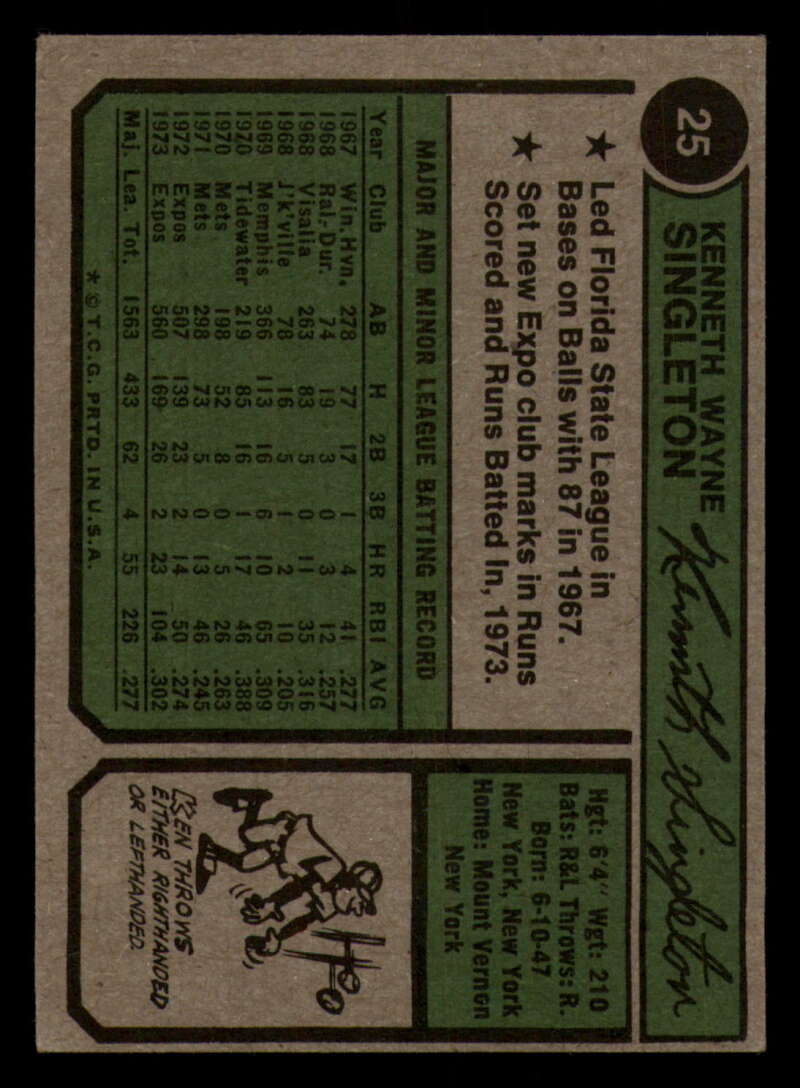 25
KENNETH WAYNE
SINGLETON
Kenneth Singleton
★ Led Florida State League in
Bases on Balls with 87 in 1967.
★ Set new Expo club marks in Runs
Scored and Runs Batted In, 1973.
MAJOR AND MINOR LEAGUE BATTING RECORD
Year Club AB H 2B 3B HR RBI AVG
1967 Win. Hvn. 278 77 17 1 4 41 .277
1968 Ral.-Dur. 74 19 3 0 3 12 .257
1968 Visalia 263 83 5 0 11 35 .316
1968 J'k'ville 78 16 5 1 2 10 .205
1969 Memphis 366 113 16 6 10 65 .309
1970 Tidewater 219 85 16 1 17 46 .388
1970 Mets 198 52 8 0 5 26 .263
1971 Mets 298 73 5 0 13 46 .245
1972 Expos 507 139 23 2 14 50 .274
1973 Expos 560 169 26 2 23 104 .302
Maj. Lea. Tot. 1563 433 62 4 55 226 .277
* © T.C.G. PRTD. IN U.S.A.
Hgt: 6'4" Wgt: 210
Bats: R&L Throws: R.
Born: 6-10-47
New York, New York
Home: Mount Vernon
New York
KEN THROWS
EITHER RIGHTHANDED
OR LEFTHANDED.